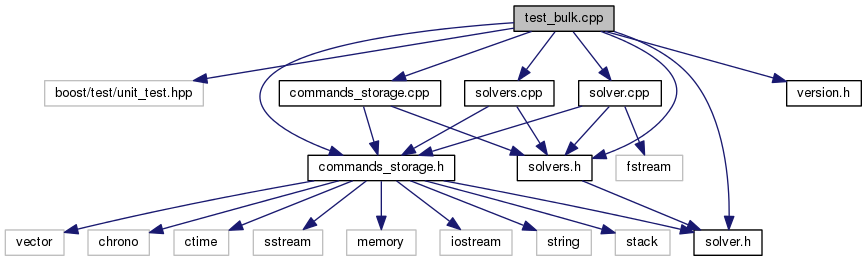 test_bulk.cpp
boost/test/unit_test.hpp
commands_storage.cpp
solvers.cpp
solver.cpp
version.h
commands_storage.h
solvers.h
fstream
vector
chrono
ctime
sstream
memory
iostream
string
stack
solver.h